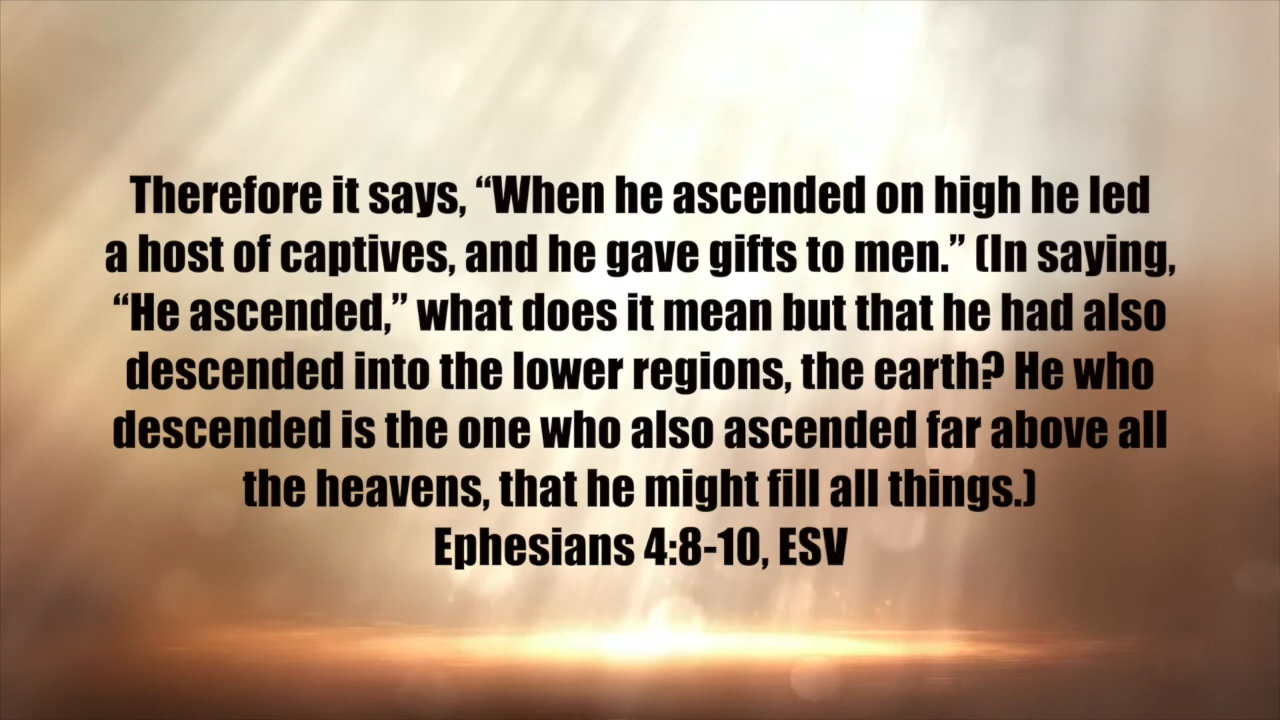 Therefore it says, “When he ascended on high he led
a host of captives, and he gave gifts to men.” (In saying,
“He ascended,” what does it mean but that he had also
descended into the lower regions, the earth? He who
descended is the one who also ascended far above all
the heavens, that he might fill all things.)
Ephesians 4:8-10, ESV